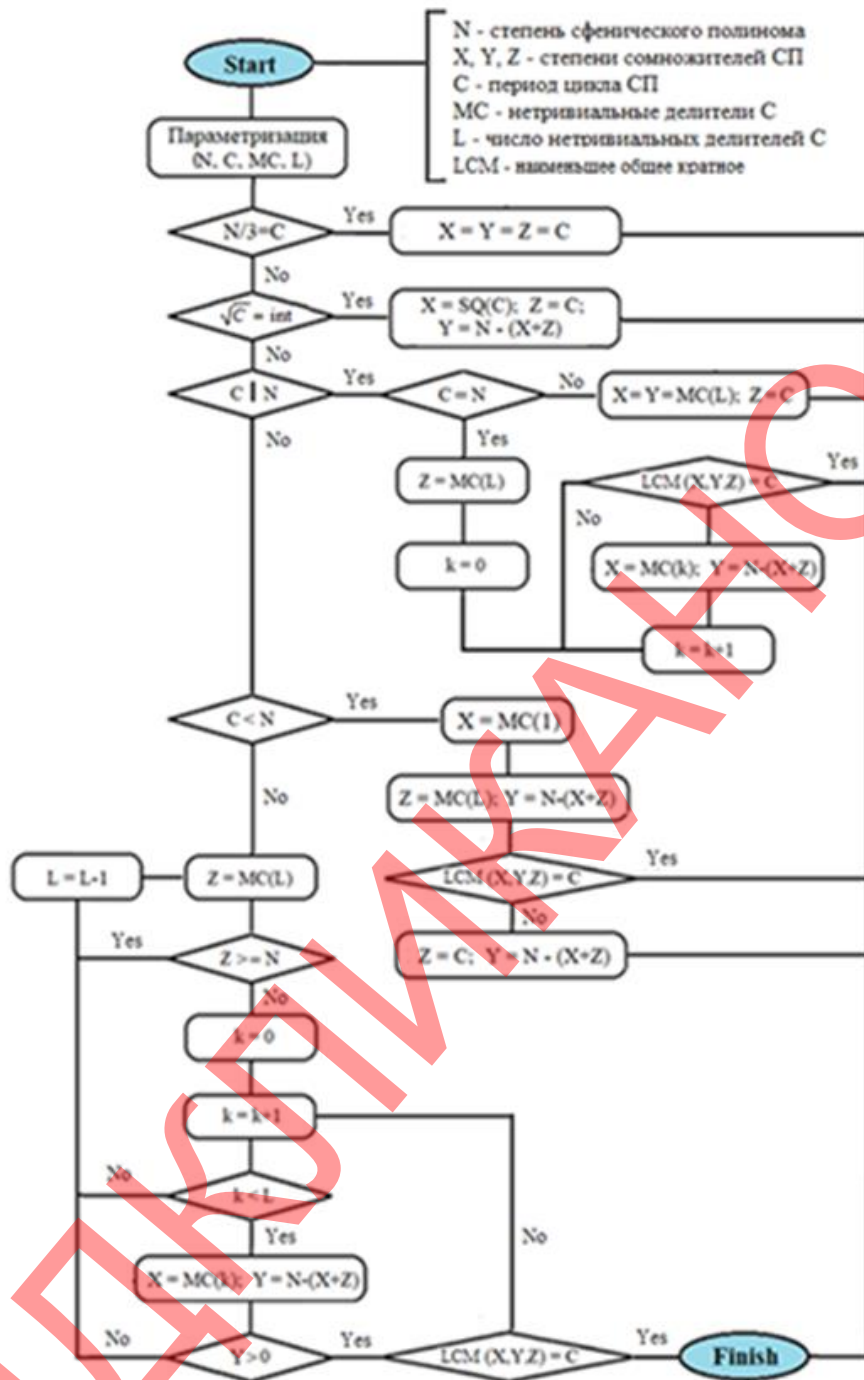 Start
N - степень сфенического полинома
X, Y, Z - степени сомножителей СП
C - период цикла СП
MC - нетривиальные делители C
L - число нетривиальных делителей C
LCM - наименьшее общее кратное
Параметризация
(N, C, MC, L)
N/3=C
Yes
X = Y = Z = C
No
√C = int
Yes
X = SQ(C); Z = C;
Y = N - (X+Z)
No
C | N
Yes
C = N
No
X = Y = MC(L); Z = C
No
Yes
Z = MC(L)
LCM (X,Y,Z) = C
Yes
No
k = 0
X = MC(k); Y = N-(X+Z)
k = k+1
C < N
Yes
X = MC(1)
No
Z = MC(L); Y = N-(X+Z)
L = L-1
Z = MC(L)
LCM (X,Y,Z) = C
Yes
No
Yes
Z >= N
Z = C; Y = N - (X+Z)
No
k = 0
k = k+1
No
k < L
Yes
No
X = MC(k); Y = N-(X+Z)
No
Y > 0
Yes
LCM (X,Y,Z) = C
Yes
Finish